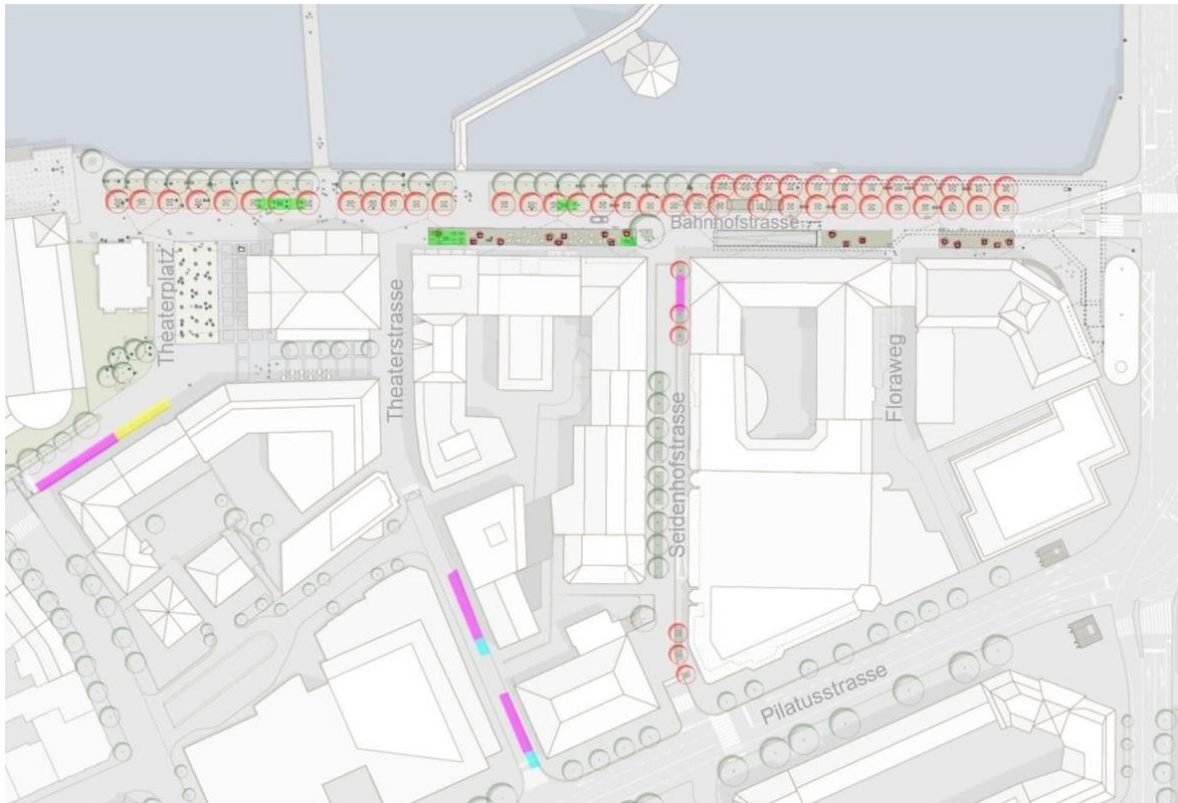 Bahnhofstrasse
Theaterplatz
Theaterstrasse
Seidenhofstrasse
Floraweg
Pilatusstrasse